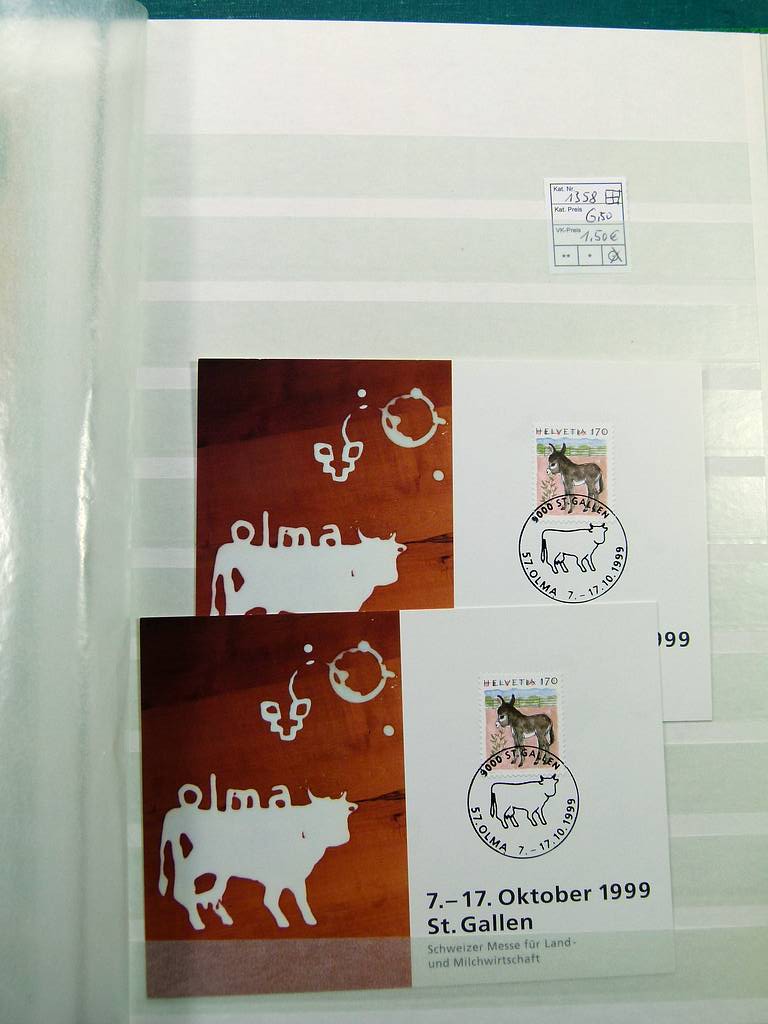 Kat. Nr. 1358
Kat. Preis 6,50
VK-Preis 1,50€
** *
HELVETIA 170
olma
9000 ST. GALLEN
57. OLMA 7.–17.10.1999
999
HELVETIA 170
olma
9000 ST. GALLEN
57. OLMA 7.–17.10.1999
7.–17. Oktober 1999
St. Gallen
Schweizer Messe für Land-
und Milchwirtschaft